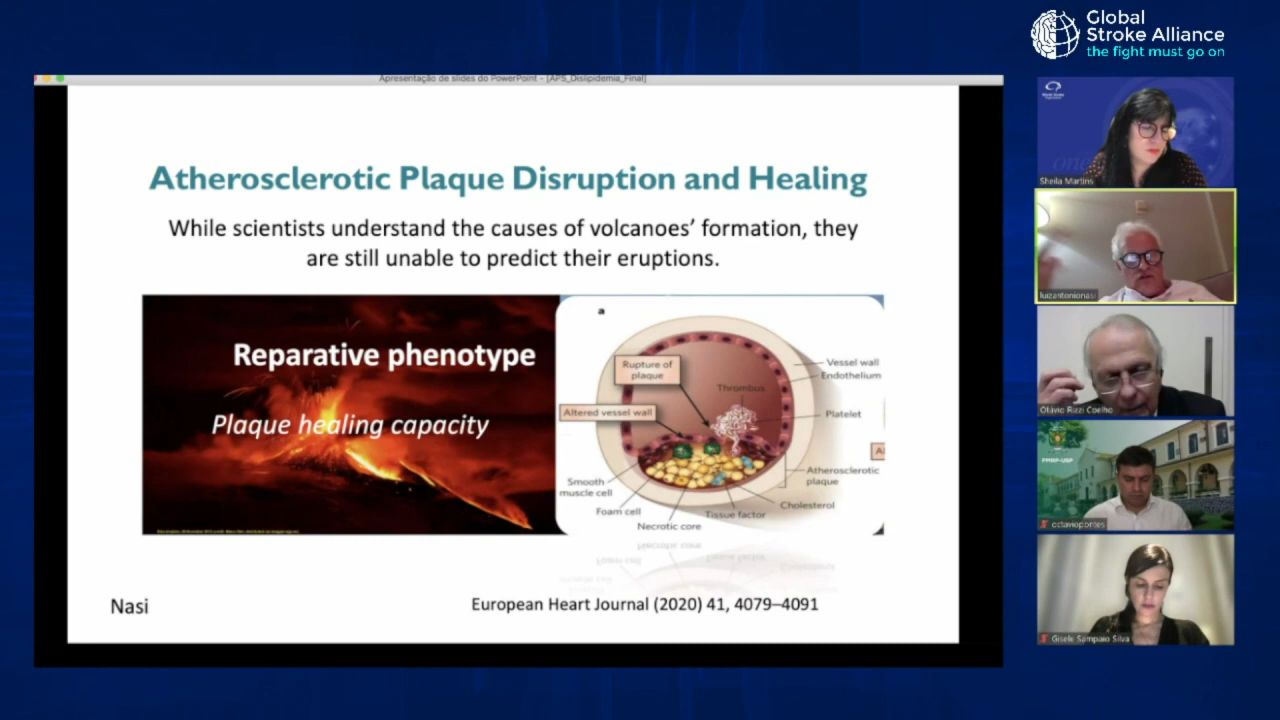 Global
Stroke Alliance
the fight must go on
Apresentação de slides do PowerPoint - [APS_Dislipidemia_Final]
Atherosclerotic Plaque Disruption and Healing
While scientists understand the causes of volcanoes’ formation, they
are still unable to predict their eruptions.
Reparative phenotype
Plaque healing capacity
a
Rupture of
plaque
Thrombus
Vessel wall
Endothelium
Altered vessel wall
Platelet
Smooth
muscle cell
Foam cell
Necrotic core
Tissue factor
Cholesterol
Atherosclerotic
plaque
Nasi
European Heart Journal (2020) 41, 4079–4091
Sheila Martins
luizantonionasi
Otávio Rizzi Coelho
FMRP-USP
octaviopontes
Gisele Sampaio Silva